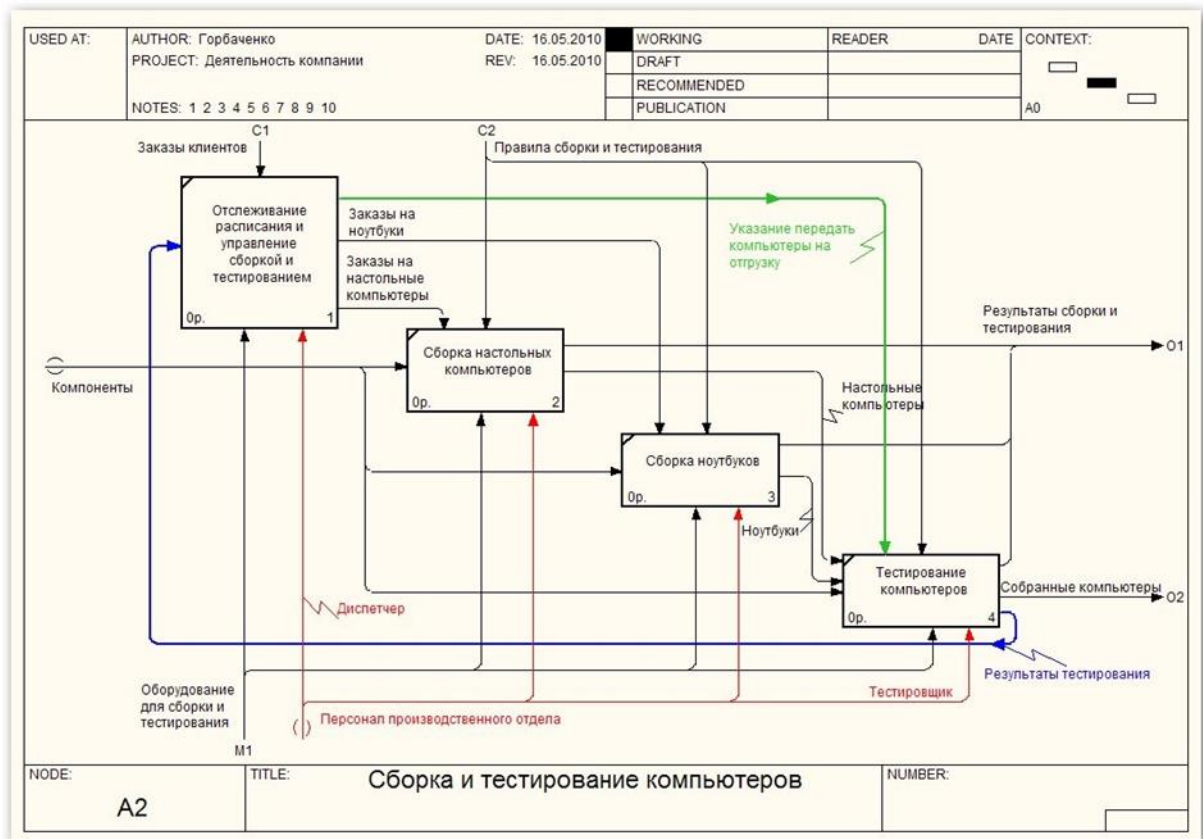 USED AT:
AUTHOR: Горбаченко
DATE: 16.05.2010
PROJECT: Деятельность компании
REV: 16.05.2010
NOTES: 1 2 3 4 5 6 7 8 9 10
WORKING
DRAFT
RECOMMENDED
PUBLICATION
READER
DATE
CONTEXT:
A0
C1
Заказы клиентов
C2
Правила сборки и тестирования
Отслеживание
расписания и
управление
сборкой и
тестированием
0р.
1
Заказы на
ноутбуки
Заказы на
настольные
компьютеры
Указание передать
компьютеры на
отгрузку
Результаты сборки и
тестирования
O1
Компоненты
Сборка настольных
компьютеров
0р.
2
Настольные
компьютеры
Сборка ноутбуков
0р.
3
Ноутбуки
Тестирование
компьютеров
0р.
4
Собранные компьютеры
O2
Диспетчер
Результаты тестирования
Оборудование
для сборки и
тестирования
M1
Тестировщик
Персонал производственного отдела
NODE:
A2
TITLE:
Сборка и тестирование компьютеров
NUMBER: